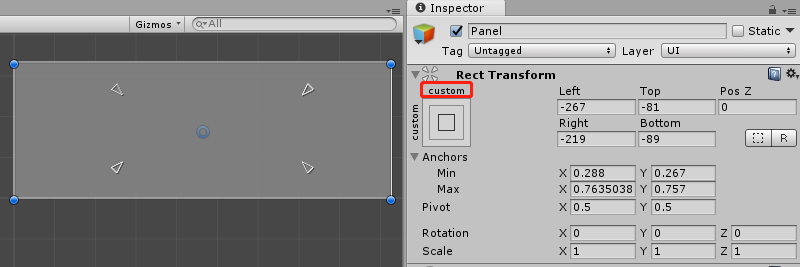 Gizmos
All
Inspector
Panel
Static
Tag Untagged Layer UI
Rect Transform
custom
custom
Left Top Pos Z
-267 -81 0
Right Bottom
-219 -89 R
Anchors
Min X 0.288 Y 0.267
Max X 0.7635038 Y 0.757
Pivot X 0.5 Y 0.5
Rotation X 0 Y 0 Z 0
Scale X 1 Y 1 Z 1